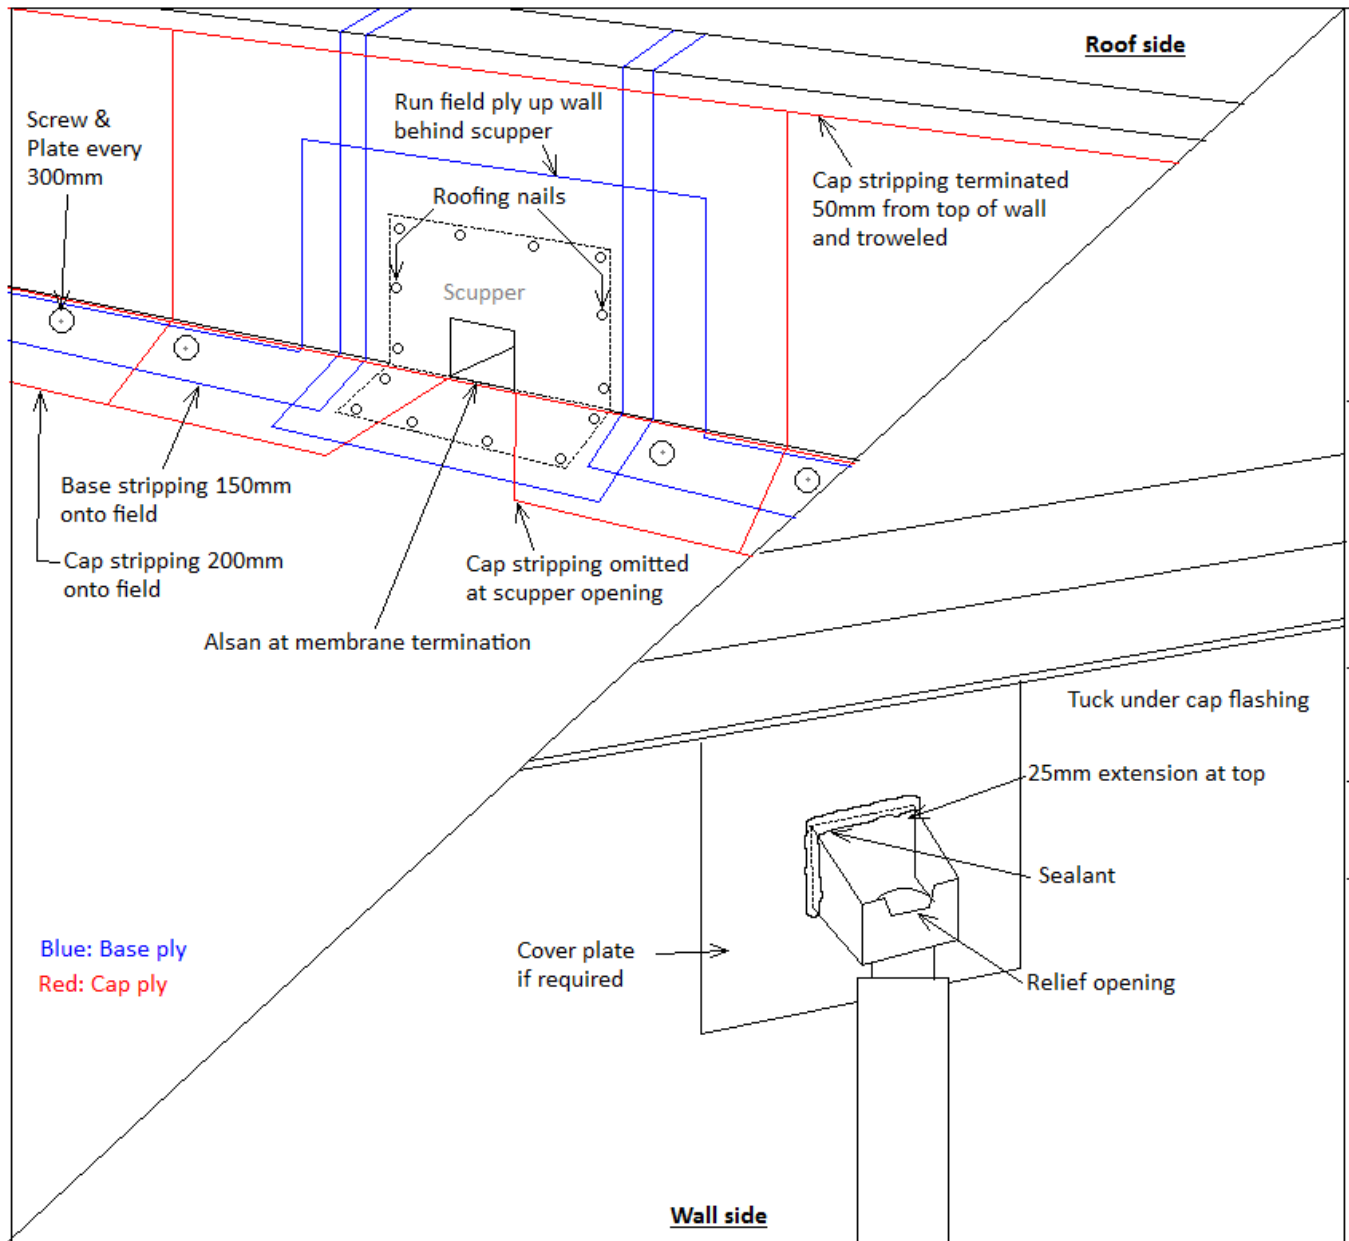 Roof side
Run field ply up wall
behind scupper
Screw &
Plate every
300mm
Roofing nails
Cap stripping terminated
50mm from top of wall
and troweled
Scupper
Base stripping 150mm
onto field
Cap stripping 200mm
onto field
Cap stripping omitted
at scupper opening
Alsan at membrane termination
Tuck under cap flashing
25mm extension at top
Sealant
Cover plate
if required
Relief opening
Blue: Base ply
Red: Cap ply
Wall side